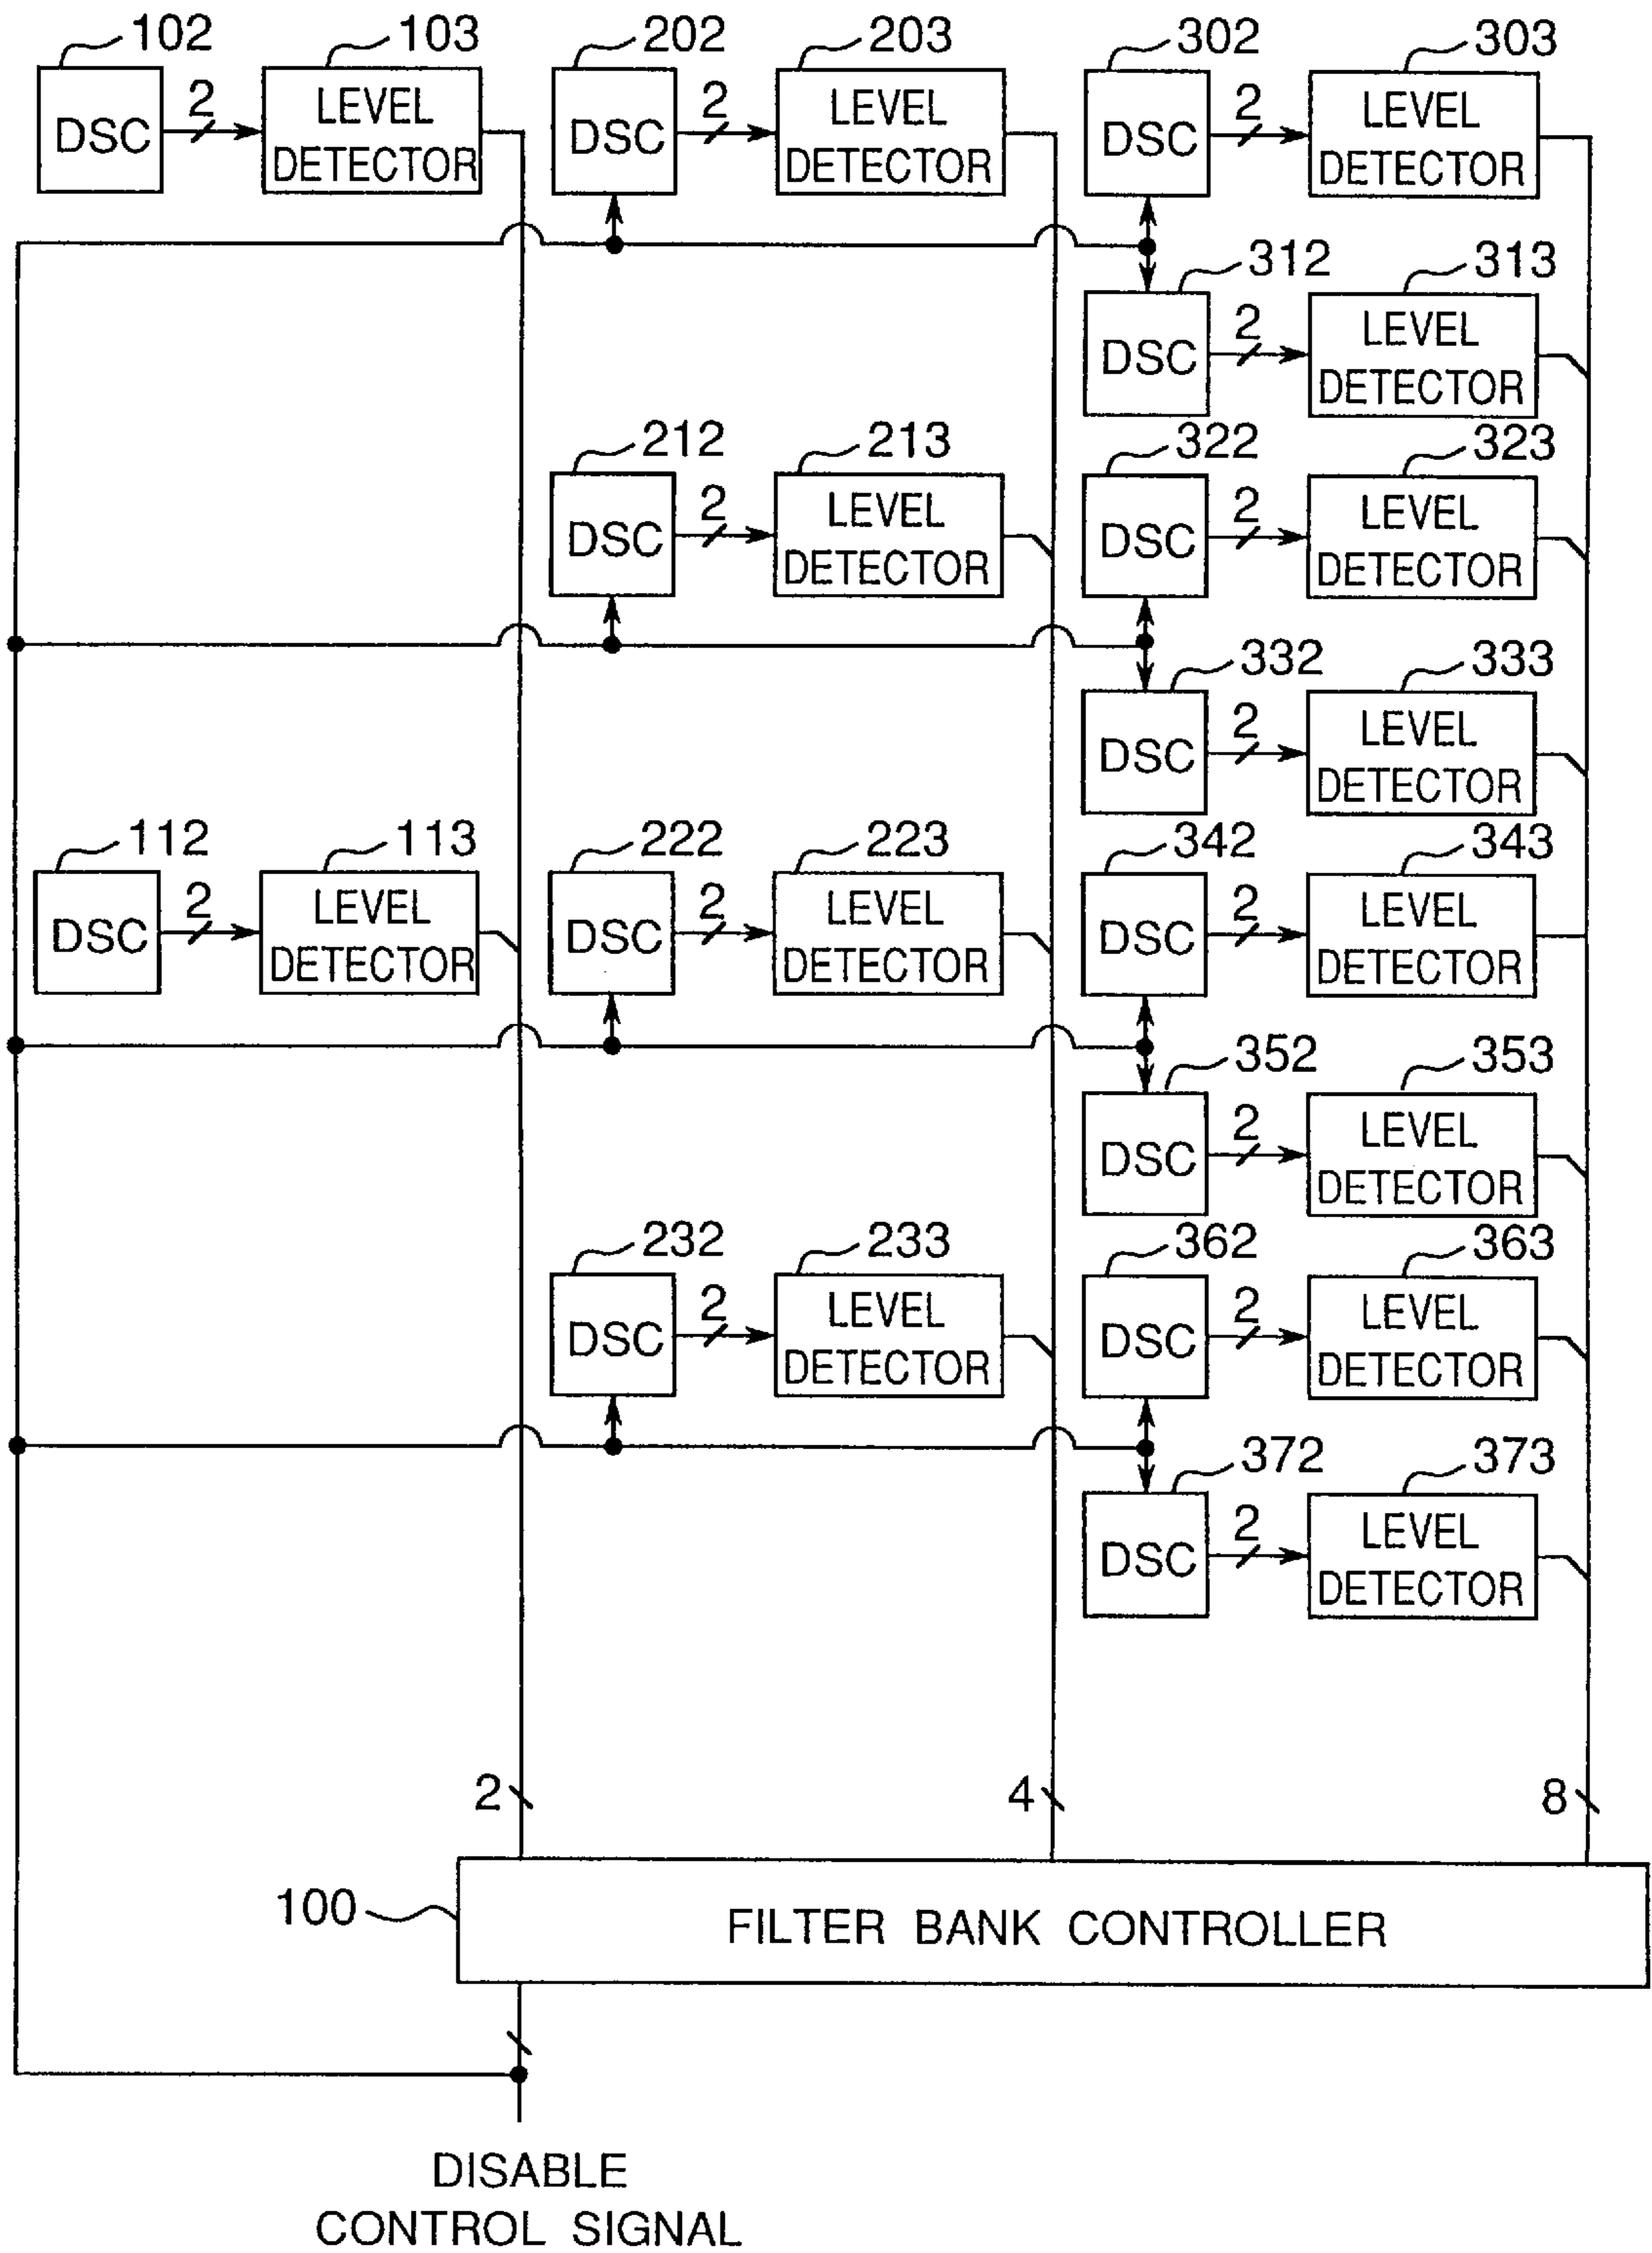 102 103 202 203 302 303
DSC 2 LEVEL DETECTOR DSC 2 LEVEL DETECTOR DSC 2 LEVEL DETECTOR
312 313
DSC 2 LEVEL DETECTOR
212 213 322 323
DSC 2 LEVEL DETECTOR DSC 2 LEVEL DETECTOR
332 333
DSC 2 LEVEL DETECTOR
112 113 222 223 342 343
DSC 2 LEVEL DETECTOR DSC 2 LEVEL DETECTOR DSC 2 LEVEL DETECTOR
352 353
DSC 2 LEVEL DETECTOR
232 233 362 363
DSC 2 LEVEL DETECTOR DSC 2 LEVEL DETECTOR
372 373
DSC 2 LEVEL DETECTOR
2 4 8
100 FILTER BANK CONTROLLER
DISABLE
CONTROL SIGNAL